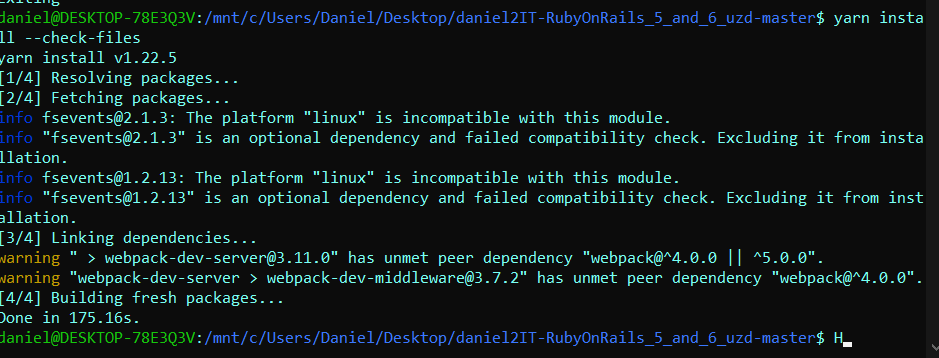 Exiting
daniel@DESKTOP-78E3Q3V:/mnt/c/Users/Daniel/Desktop/daniel2IT-RubyOnRails_5_and_6_uzd-master$ yarn insta
ll --check-files
yarn install v1.22.5
[1/4] Resolving packages...
[2/4] Fetching packages...
info fsevents@2.1.3: The platform "linux" is incompatible with this module.
info "fsevents@2.1.3" is an optional dependency and failed compatibility check. Excluding it from insta
llation.
info fsevents@1.2.13: The platform "linux" is incompatible with this module.
info "fsevents@1.2.13" is an optional dependency and failed compatibility check. Excluding it from inst
allation.
[3/4] Linking dependencies...
warning " > webpack-dev-server@3.11.0" has unmet peer dependency "webpack@^4.0.0 || ^5.0.0".
warning "webpack-dev-server > webpack-dev-middleware@3.7.2" has unmet peer dependency "webpack@^4.0.0".
[4/4] Building fresh packages...
Done in 175.16s.
daniel@DESKTOP-78E3Q3V:/mnt/c/Users/Daniel/Desktop/daniel2IT-RubyOnRails_5_and_6_uzd-master$ H